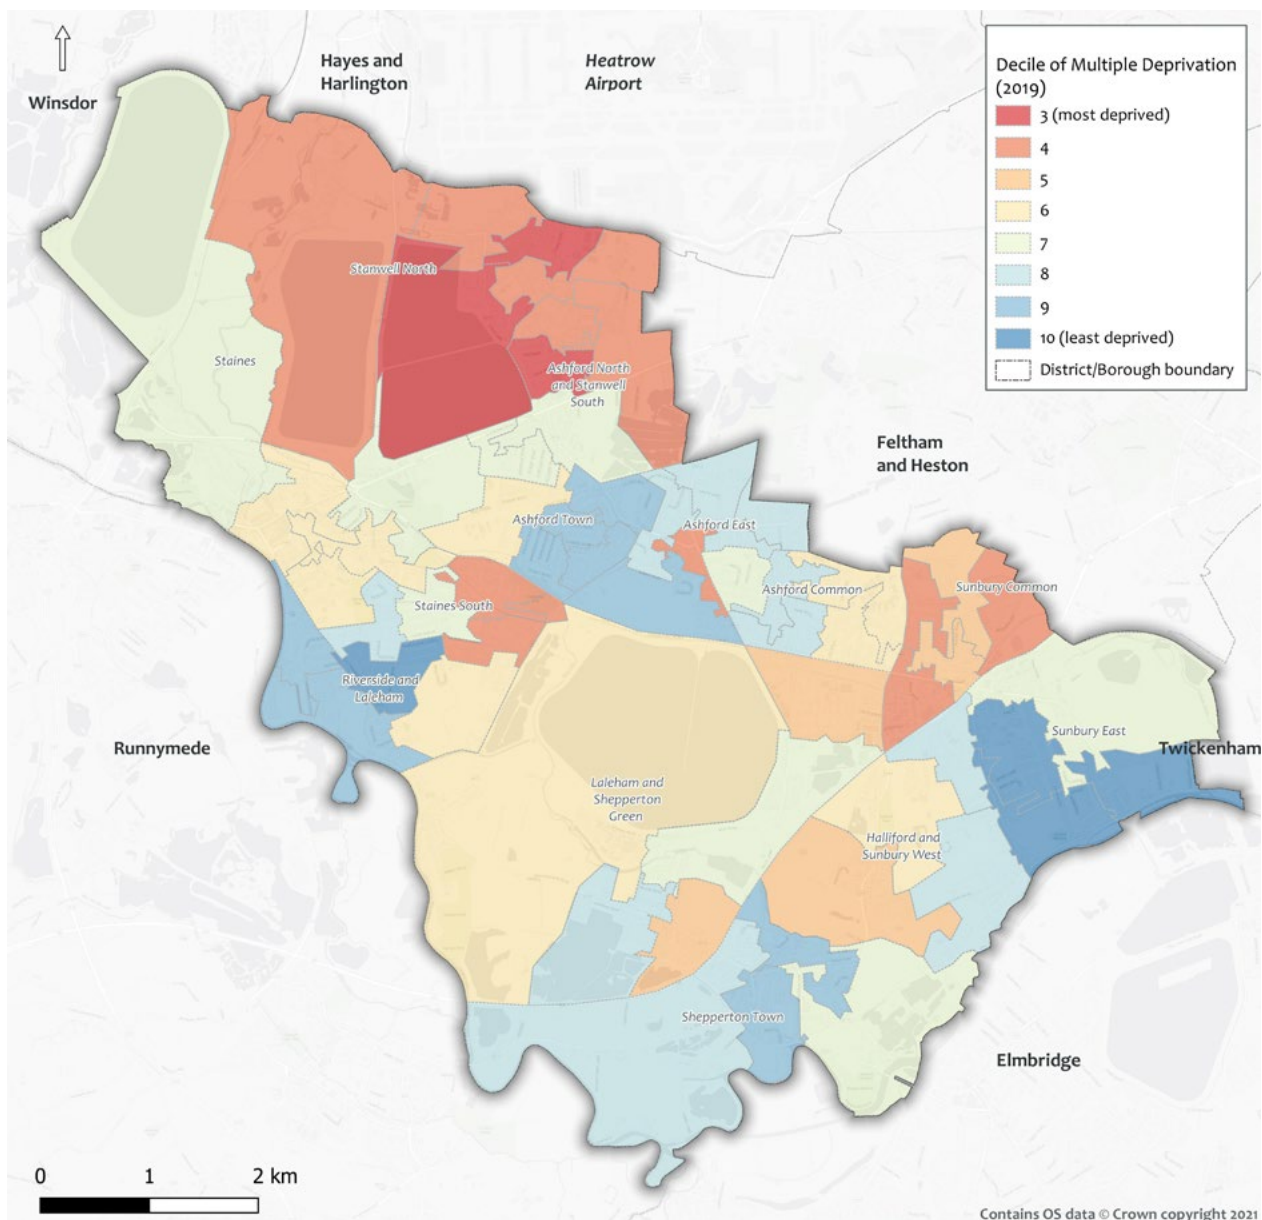 Hayes and
Harlington
Heatrow
Airport
Winsdor
Decile of Multiple Deprivation
(2019)
3 (most deprived)
4
5
6
7
8
9
10 (least deprived)
District/Borough boundary
Stanwell North
Staines
Ashford North
and Stanwell
South
Feltham
and Heston
Ashford Town
Ashford East
Ashford Common
Sunbury Common
Staines South
Riverside and
Laleham
Runnymede
Sunbury East
Twickenham
Laleham and
Shepperton
Green
Halliford and
Sunbury West
Shepperton Town
Elmbridge
0 1 2 km
Contains OS data © Crown copyright 2021